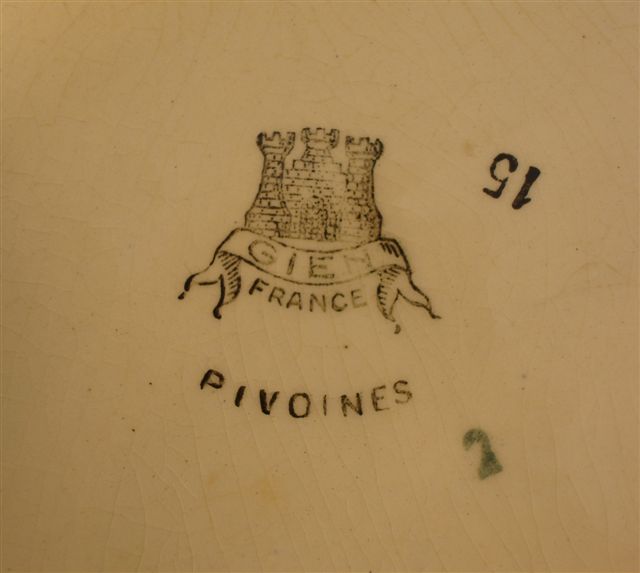 15
GIEN
FRANCE
PIVOINES
2